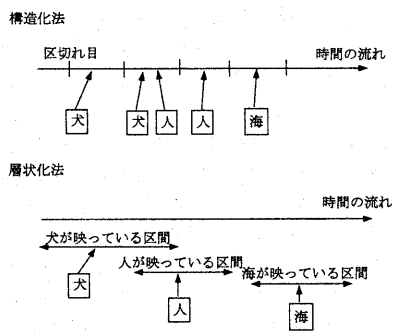 構造化法
区切れ目 時間の流れ
犬 犬 人 人 海
層状化法
時間の流れ
犬が映っている区間
人が映っている区間 海が映っている区間
犬 人 海